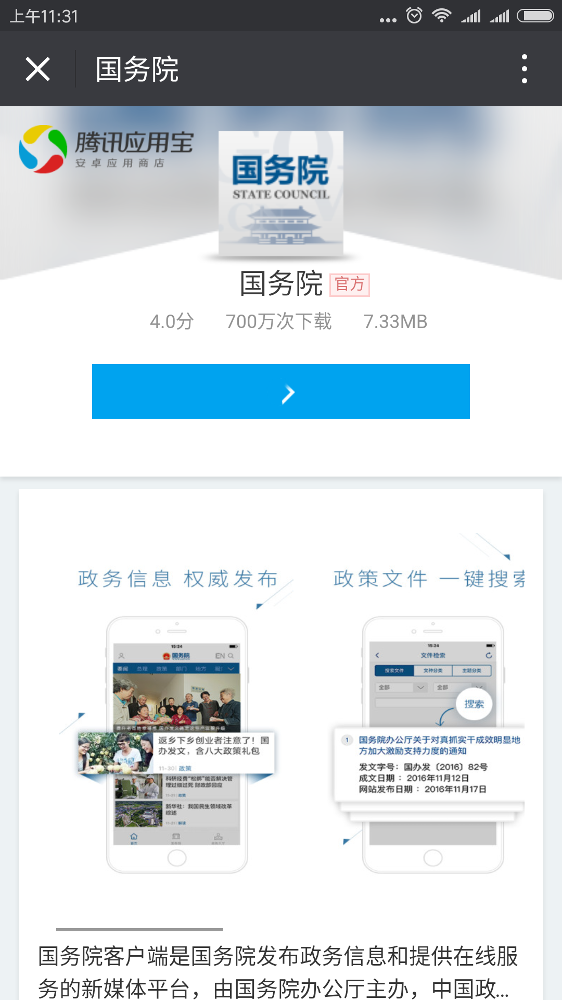 上午11:31
国务院
腾讯应用宝
安卓应用商店
国务院
STATE COUNCIL
国务院 官方
4.0分 700万次下载 7.33MB
政务信息 权威发布
15:24
国务院
EN
要闻 总理 政策 部门 地方
返乡下乡创业者注意了！国
办发文，含八大政策礼包
11-30| 政策
科研经费“松绑”能否解决管
理过细过死 财政部回应
11-21 | 政策
新华社：我国民生领域改革
综述
11-21 | 解读
首页
政策文件 一键搜索
15:24
文件检索
搜索文件 文种分类 主题分类
全部 全部
搜索
1 国务院办公厅关于对真抓实干成效明显地
方加大激励支持力度的通知
发文字号：国办发〔2016〕82号
成文日期：2016年11月12日
网站发布日期：2016年11月17日
国务院客户端是国务院发布政务信息和提供在线服
务的新媒体平台，由国务院办公厅主办，中国政...